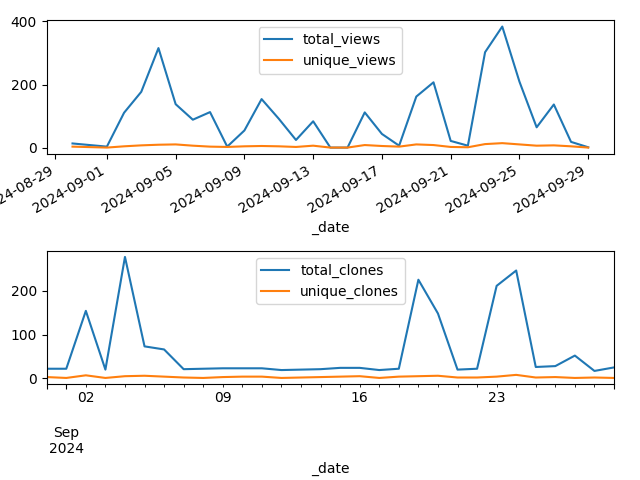 400
200
0
total_views
unique_views
24-08-29
2024-09-01
2024-09-05
2024-09-09
2024-09-13
2024-09-17
2024-09-21
2024-09-25
2024-09-29
_date
200
100
0
total_clones
unique_clones
02
09
16
23
Sep
2024
_date